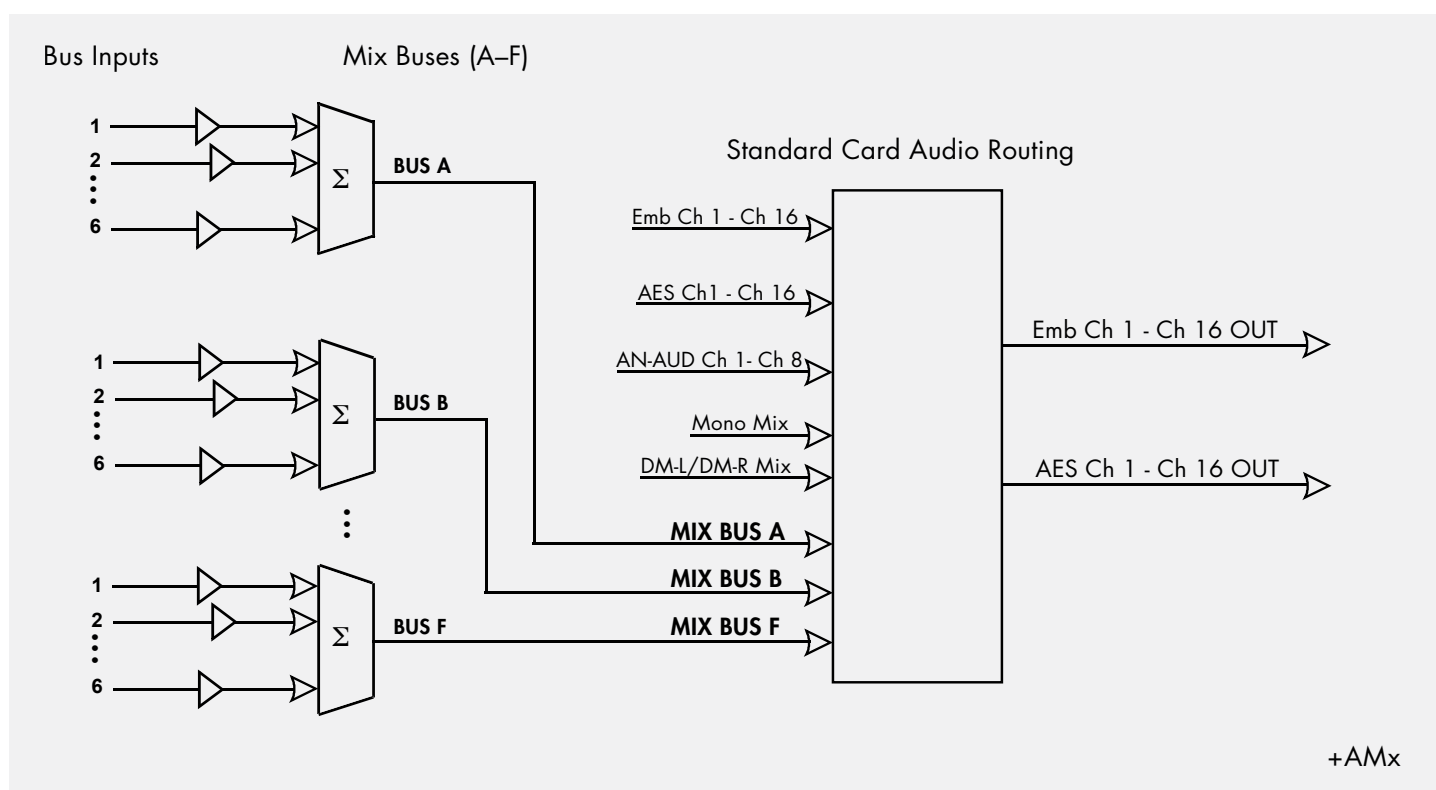 Bus Inputs
Mix Buses (A–F)
1
2
6
Σ
BUS A
1
2
6
Σ
BUS B
1
2
6
Σ
BUS F
Standard Card Audio Routing
Emb Ch 1 - Ch 16
AES Ch1 - Ch 16
AN-AUD Ch 1- Ch 8
Mono Mix
DM-L/DM-R Mix
MIX BUS A
MIX BUS B
MIX BUS F
Emb Ch 1 - Ch 16 OUT
AES Ch 1 - Ch 16 OUT
+AMx